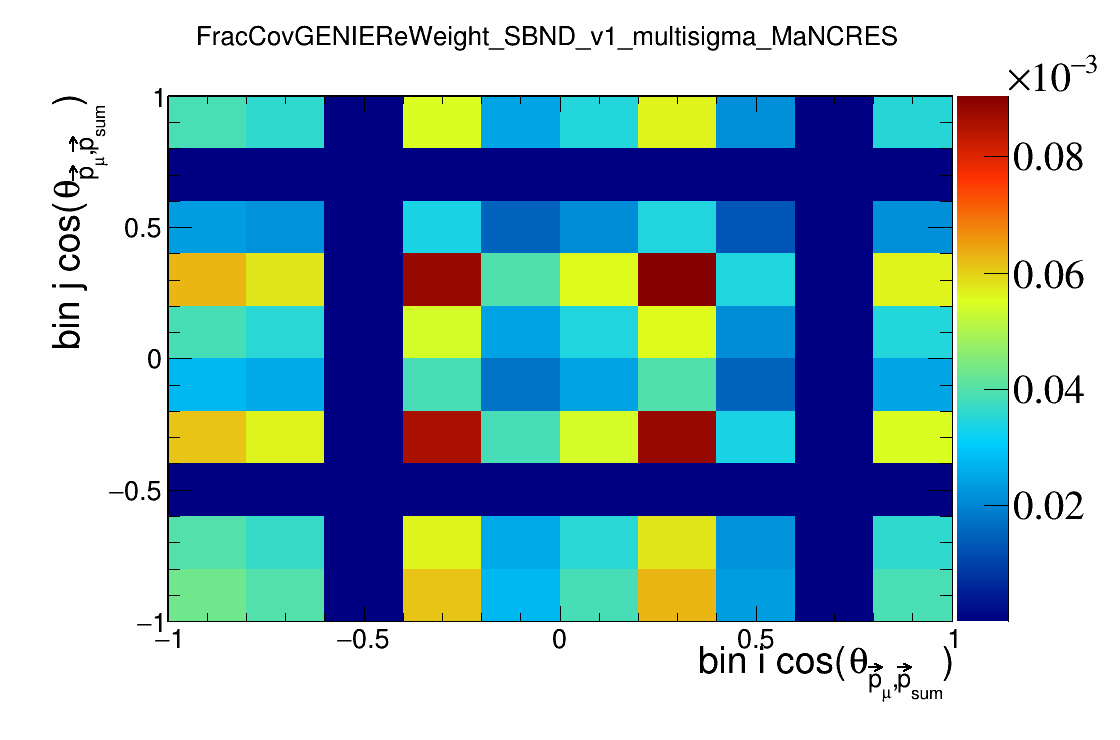 FracCovGENIEReWeight_SBND_v1_multisigma_MaNCRES
×10⁻³
bin j cos(θ p⃗μ,p⃗sum)
1
0.5
0
−0.5
−1
0.08
0.06
0.04
0.02
−1 −0.5 0 0.5 1
bin i cos(θ p⃗μ,p⃗sum)